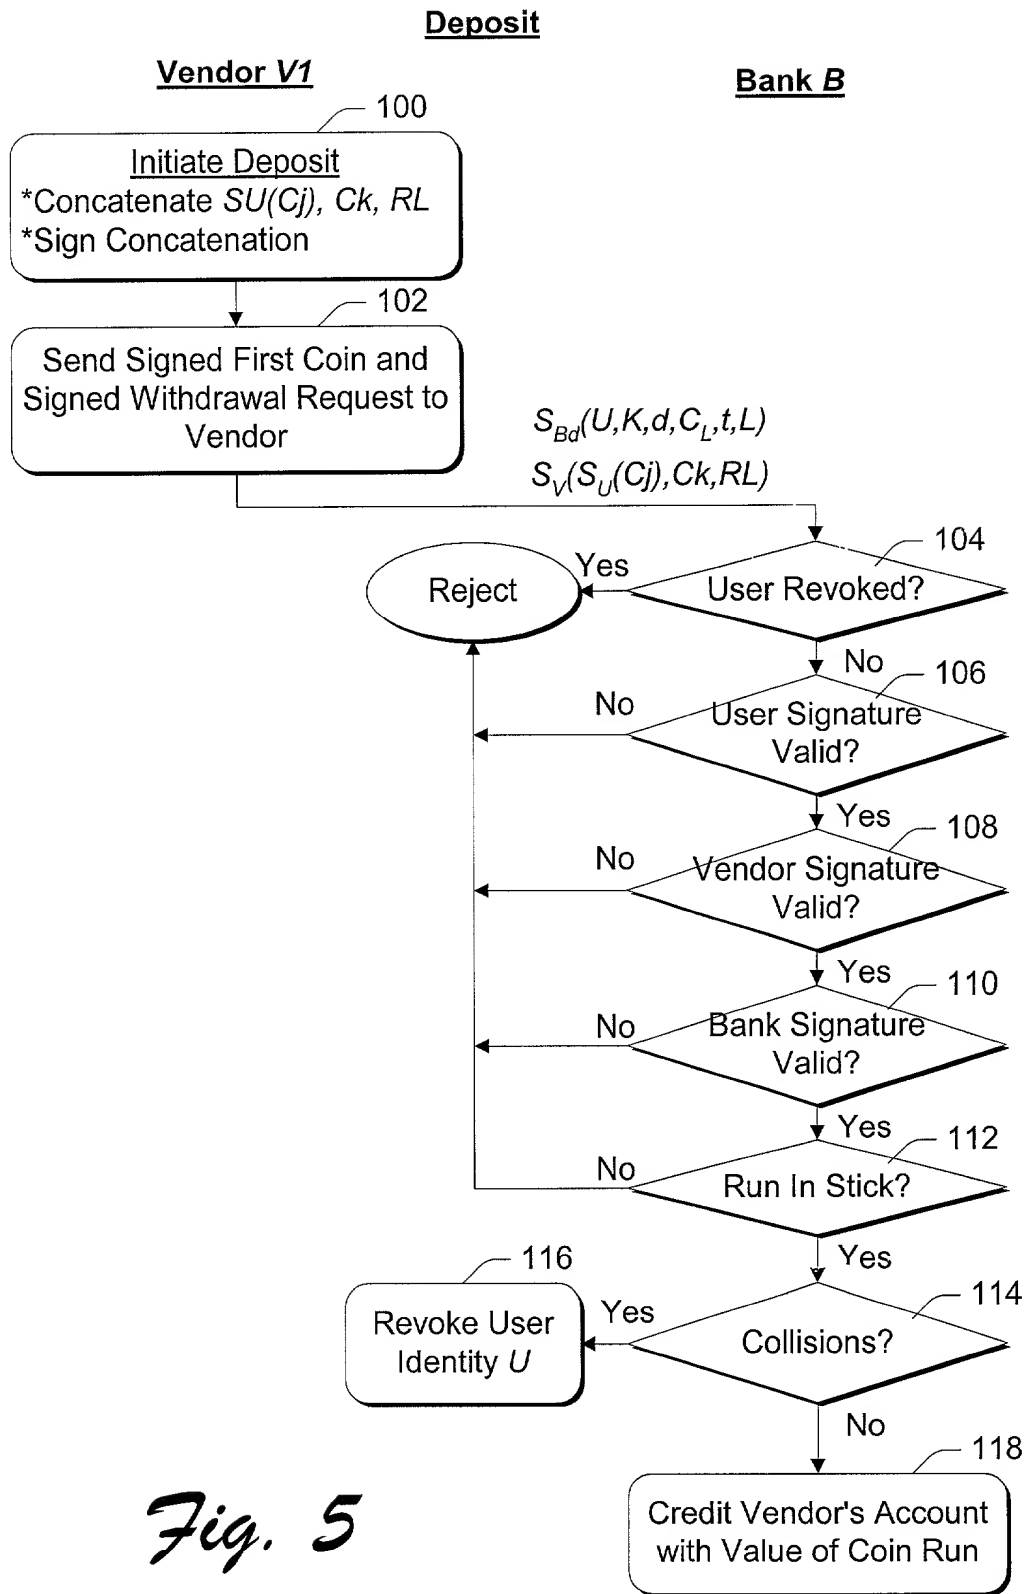 Deposit
Vendor V1
Bank B
100
Initiate Deposit
*Concatenate SU(Cj), Ck, RL
*Sign Concatenation
102
Send Signed First Coin and
Signed Withdrawal Request to
Vendor
S_Bd(U,K,d,C_L,t,L)
S_V(S_U(Cj),Ck,RL)
104
Reject
Yes
User Revoked?
No
106
No
User Signature
Valid?
Yes
108
No
Vendor Signature
Valid?
Yes
110
No
Bank Signature
Valid?
Yes
112
No
Run In Stick?
Yes
116
114
Revoke User
Identity U
Yes
Collisions?
No
118
Credit Vendor's Account
with Value of Coin Run
Fig. 5